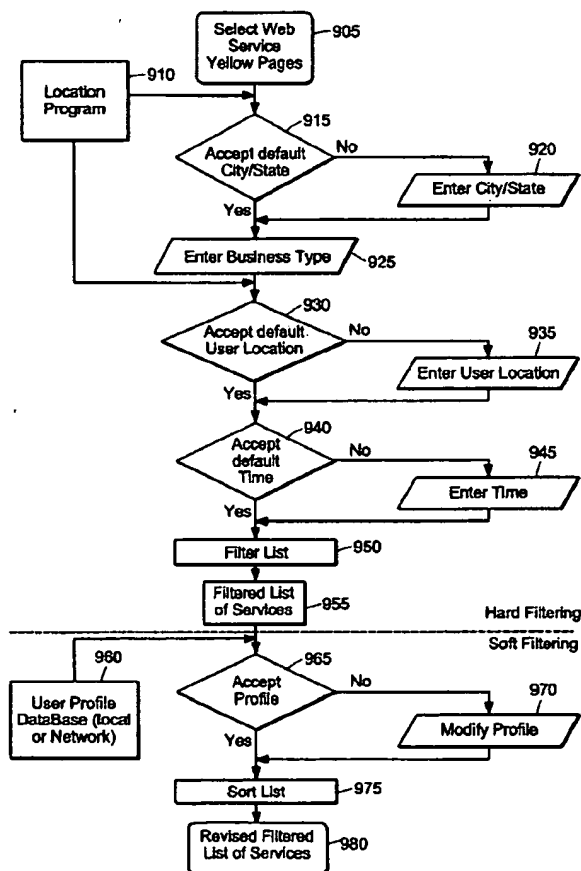 Select Web
Service
Yellow Pages
905
910
Location
Program
915
Accept default
City/State
No
920
Enter City/State
Yes
Enter Business Type
925
930
Accept default
User Location
No
935
Enter User Location
Yes
940
Accept
default
Time
No
945
Enter Time
Yes
Filter List
950
Filtered List
of Services
955
Hard Filtering
Soft Filtering
960
User Profile
DataBase (local
or Network)
965
Accept
Profile
No
970
Modify Profile
Yes
Sort List
975
Revised Filtered
List of Services
980